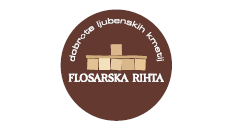 dobrote ljubenskih kmetij
FLOSARSKA RIHTA